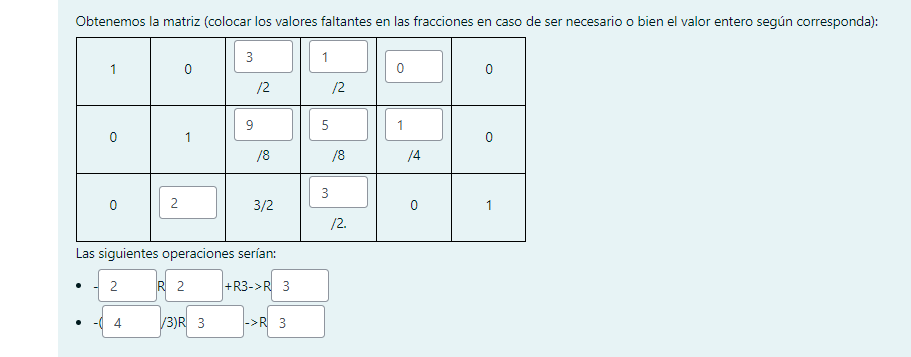 Obtenemos la matriz (colocar los valores faltantes en las fracciones en caso de ser necesario o bien el valor entero según corresponda):
1 0 3 /2 1 /2 0 0
0 1 9 /8 5 /8 1 /4 0
0 2 3/2 3 /2. 0 1
Las siguientes operaciones serían:
• - 2 R 2 +R3->R 3
• -( 4 /3)R 3 ->R 3